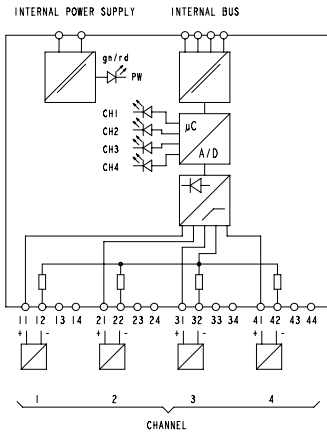 INTERNAL POWER SUPPLY INTERNAL BUS
gn/rd
PW
CH1
CH2
CH3
CH4
µC
A/D
11 12 13 14 21 22 23 24 31 32 33 34 41 42 43 44
+ - + - + - + -
1 2 3 4
CHANNEL